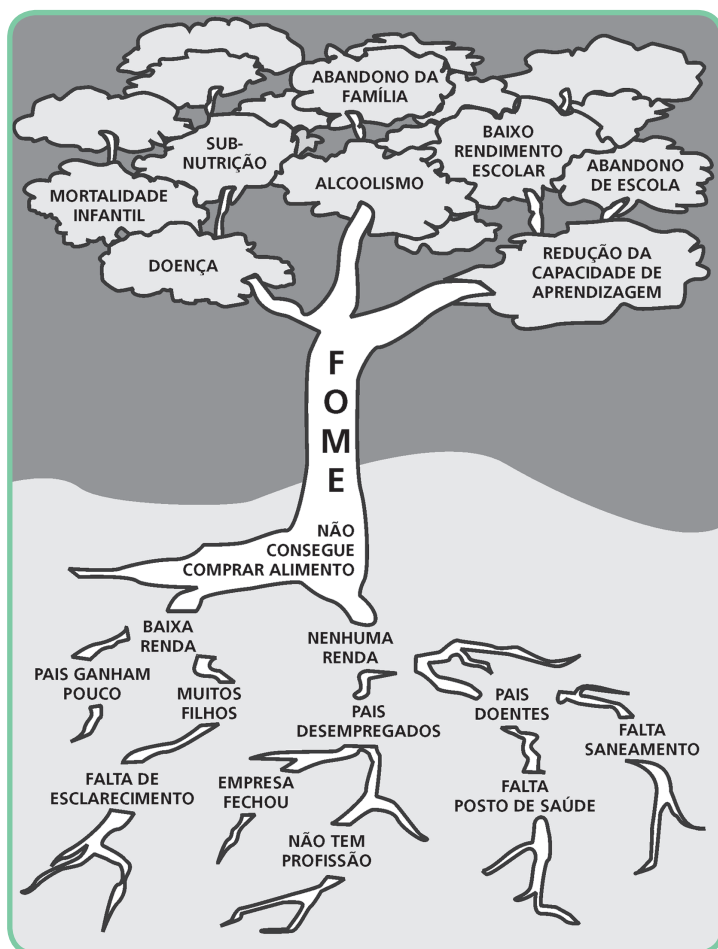 ABANDONO DA
FAMÍLIA
SUB-
NUTRIÇÃO
BAIXO
RENDIMENTO
ESCOLAR
ABANDONO
DE ESCOLA
MORTALIDADE
INFANTIL
ALCOOLISMO
DOENÇA
REDUÇÃO DA
CAPACIDADE DE
APRENDIZAGEM
F
O
M
E
NÃO
CONSEGUE
COMPRAR ALIMENTO
BAIXA
RENDA
NENHUMA
RENDA
PAIS GANHAM
POUCO
MUITOS
FILHOS
PAIS
DESEMPREGADOS
PAIS
DOENTES
FALTA
SANEAMENTO
FALTA DE
ESCLARECIMENTO
EMPRESA
FECHOU
FALTA
POSTO DE SAÚDE
NÃO TEM
PROFISSÃO